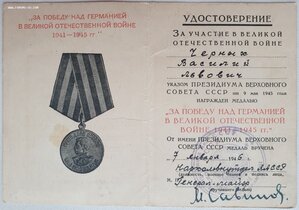 "ЗА ПОБЕДУ НАД ГЕРМАНИЕЙ
В ВЕЛИКОЙ ОТЕЧЕСТВЕННОЙ ВОЙНЕ
1941—1945 гг."
УДОСТОВЕРЕНИЕ
ЗА УЧАСТИЕ В ВЕЛИКОЙ
ОТЕЧЕСТВЕННОЙ ВОЙНЕ
Черных
Василий
Львович
УКАЗОМ ПРЕЗИДИУМА ВЕРХОВНОГО
СОВЕТА СССР от 9 мая 1945 года
НАГРАЖДЕН МЕДАЛЬЮ
"ЗА ПОБЕДУ НАД ГЕРМАНИЕЙ
В ВЕЛИКОЙ ОТЕЧЕСТВЕННОЙ
ВОЙНЕ 1941—1945 гг."
ОТ ИМЕНИ ПРЕЗИДИУМА ВЕРХОВНОГО
СОВЕТА СССР МЕДАЛЬ ВРУЧЕНА
7 января 1946 г.
Генерал-майор